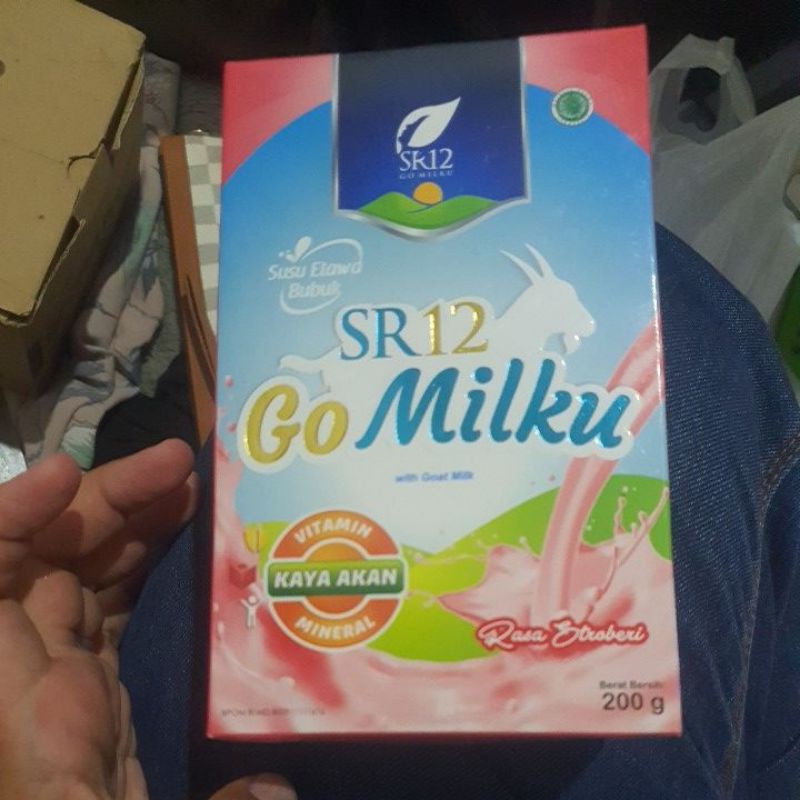 SR12
GO MILKU
Susu Etawa
Bubuk
SR12
Go Milku
with Goat Milk
VITAMIN
KAYA AKAN
MINERAL
Rasa Stroberi
Berat Bersih:
200 g